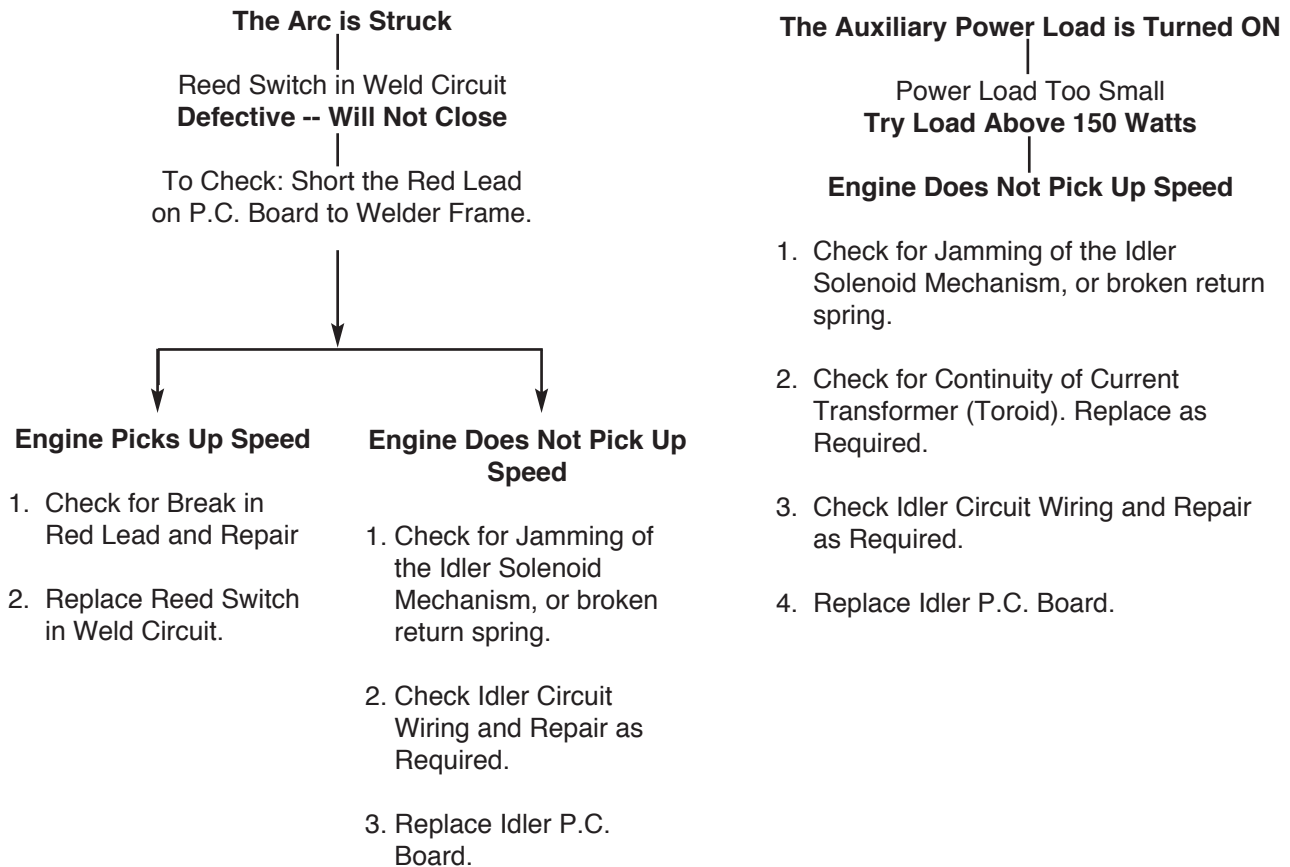 The Arc is Struck
Reed Switch in Weld Circuit
Defective -- Will Not Close
To Check: Short the Red Lead
on P.C. Board to Welder Frame.
Engine Picks Up Speed
1. Check for Break in
Red Lead and Repair
2. Replace Reed Switch
in Weld Circuit.
Engine Does Not Pick Up
Speed
1. Check for Jamming of
the Idler Solenoid
Mechanism, or broken
return spring.
2. Check Idler Circuit
Wiring and Repair as
Required.
3. Replace Idler P.C.
Board.
The Auxiliary Power Load is Turned ON
Power Load Too Small
Try Load Above 150 Watts
Engine Does Not Pick Up Speed
1. Check for Jamming of the Idler
Solenoid Mechanism, or broken return
spring.
2. Check for Continuity of Current
Transformer (Toroid). Replace as
Required.
3. Check Idler Circuit Wiring and Repair
as Required.
4. Replace Idler P.C. Board.